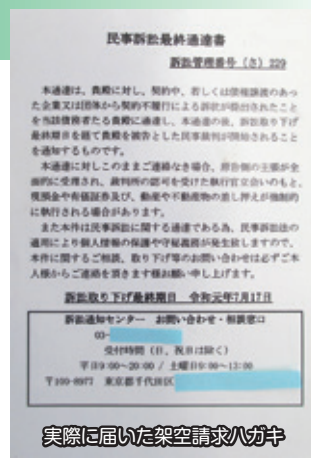 民事訴訟最終通達書
訴訟管理番号（さ）229
本通達は、貴殿に対し、契約中、若しくは債権譲渡のあっ
た企業又は団体から契約不履行による訴状が提出されたこと
を当該債務者たる貴殿に通達し、本通達の後、訴訟取り下げ
最終期日を経て貴殿を被告とした民事裁判が開始されること
を通知するものです。
本通達に対しこのままご連絡なき場合、原告側の主張が全
面的に受理され、裁判所の認可を受けた執行官立会いのもと、
現預金や有価証券及び、動産や不動産物の差し押えが強制的
に執行される場合があります。
また本件は民事訴訟に関する通達である為、民事訴訟法の
適用により個人情報の保護や守秘義務が発生致しますので、
本件に関するご相談、取り下げ等のお問い合わせは必ずご本
人様からご連絡を頂きます様お願い申し上げます。
訴訟取り下げ最終期日　令和元年7月17日
訴訟通知センター　お問い合わせ・相談窓口
03-
受付時間（日、祝日は除く）
平日9:00～20:00 / 土曜日9:00～13:00
〒100-8977　東京都千代田区
実際に届いた架空請求ハガキ